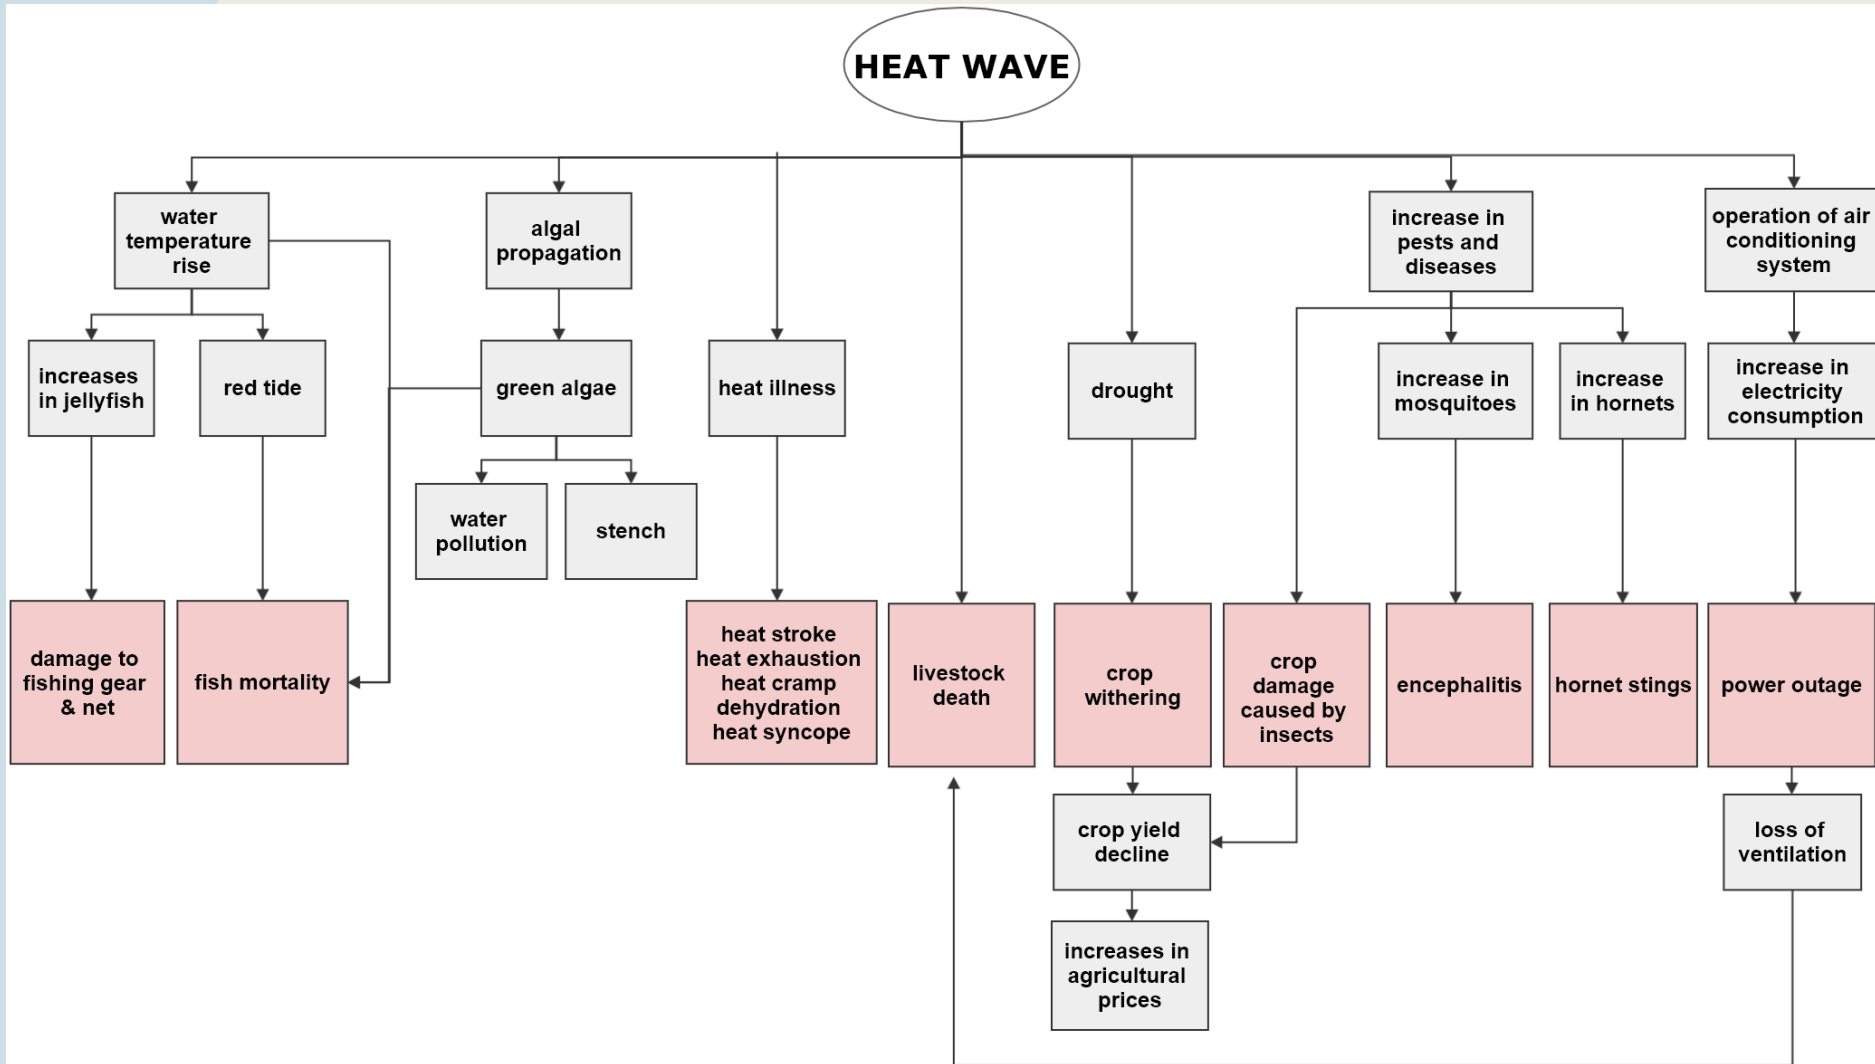 HEAT WAVE
water
temperature
rise
algal
propagation
increase in
pests and
diseases
operation of air
conditioning
system
increases
in jellyfish
red tide
green algae
heat illness
drought
increase in
mosquitoes
increase
in hornets
increase in
electricity
consumption
water
pollution
stench
damage to
fishing gear
& net
fish mortality
heat stroke
heat exhaustion
heat cramp
dehydration
heat syncope
livestock
death
crop
withering
crop
damage
caused by
insects
encephalitis
hornet stings
power outage
crop yield
decline
loss of
ventilation
increases in
agricultural
prices